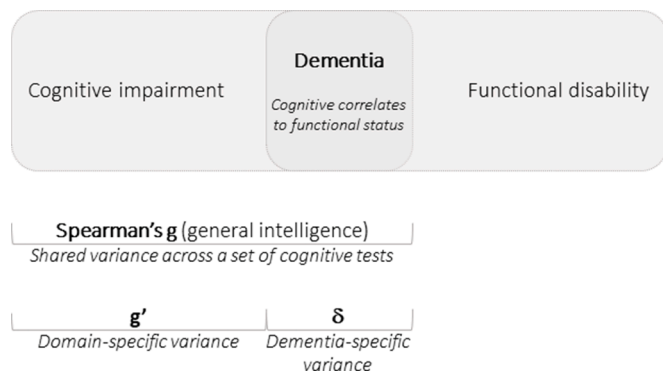 Cognitive impairment
Dementia
Cognitive correlates
to functional status
Functional disability
Spearman's g (general intelligence)
Shared variance across a set of cognitive tests
g'
Domain-specific variance
δ
Dementia-specific
variance